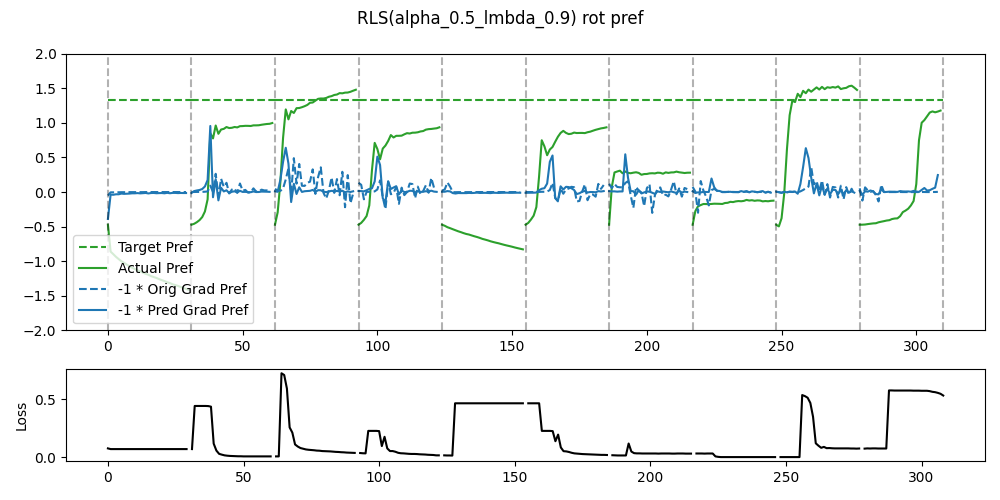 RLS(alpha_0.5_lmbda_0.9) rot pref
2.0
1.5
1.0
0.5
0.0
−0.5
−1.0
−1.5
−2.0
Target Pref
Actual Pref
-1 * Orig Grad Pref
-1 * Pred Grad Pref
0 50 100 150 200 250 300
Loss
0.5
0.0
0 50 100 150 200 250 300